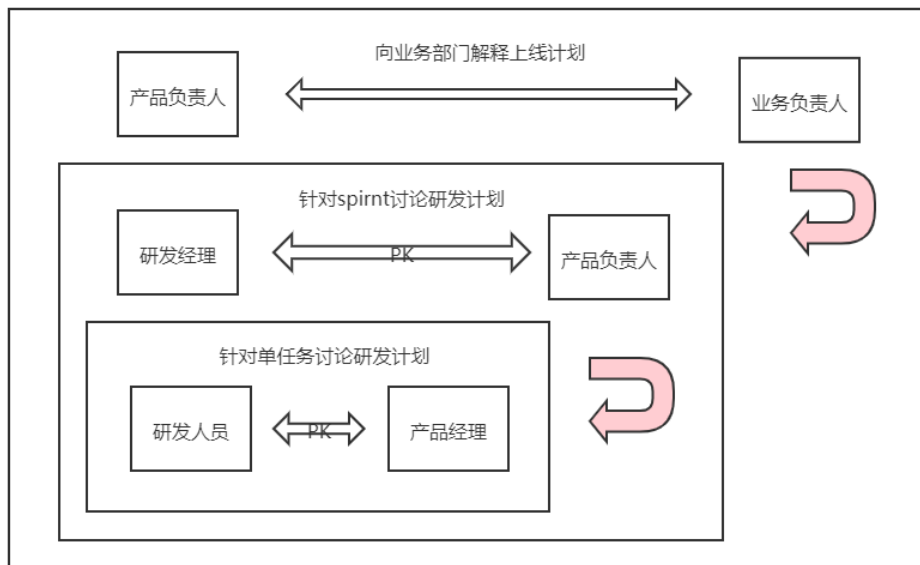 向业务部门解释上线计划
产品负责人
业务负责人
针对spirnt讨论研发计划
研发经理
PK
产品负责人
针对单任务讨论研发计划
研发人员
PK
产品经理